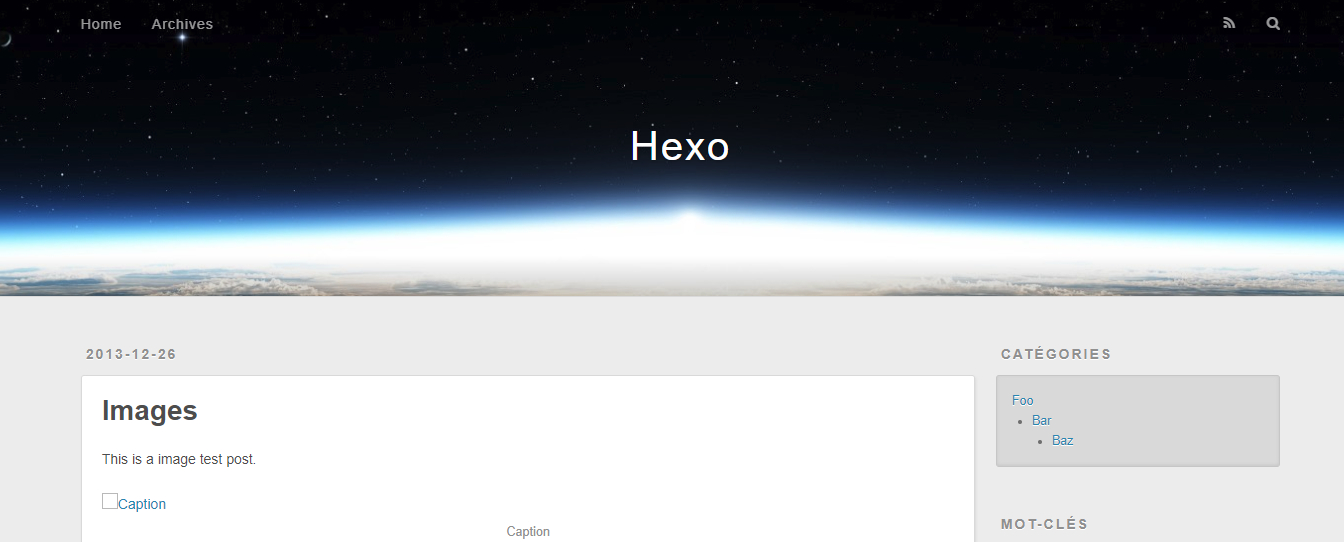 Home Archives
Hexo
2013-12-26
Images
This is a image test post.
Caption
Caption
CATÉGORIES
Foo
Bar
Baz
MOT-CLÉS